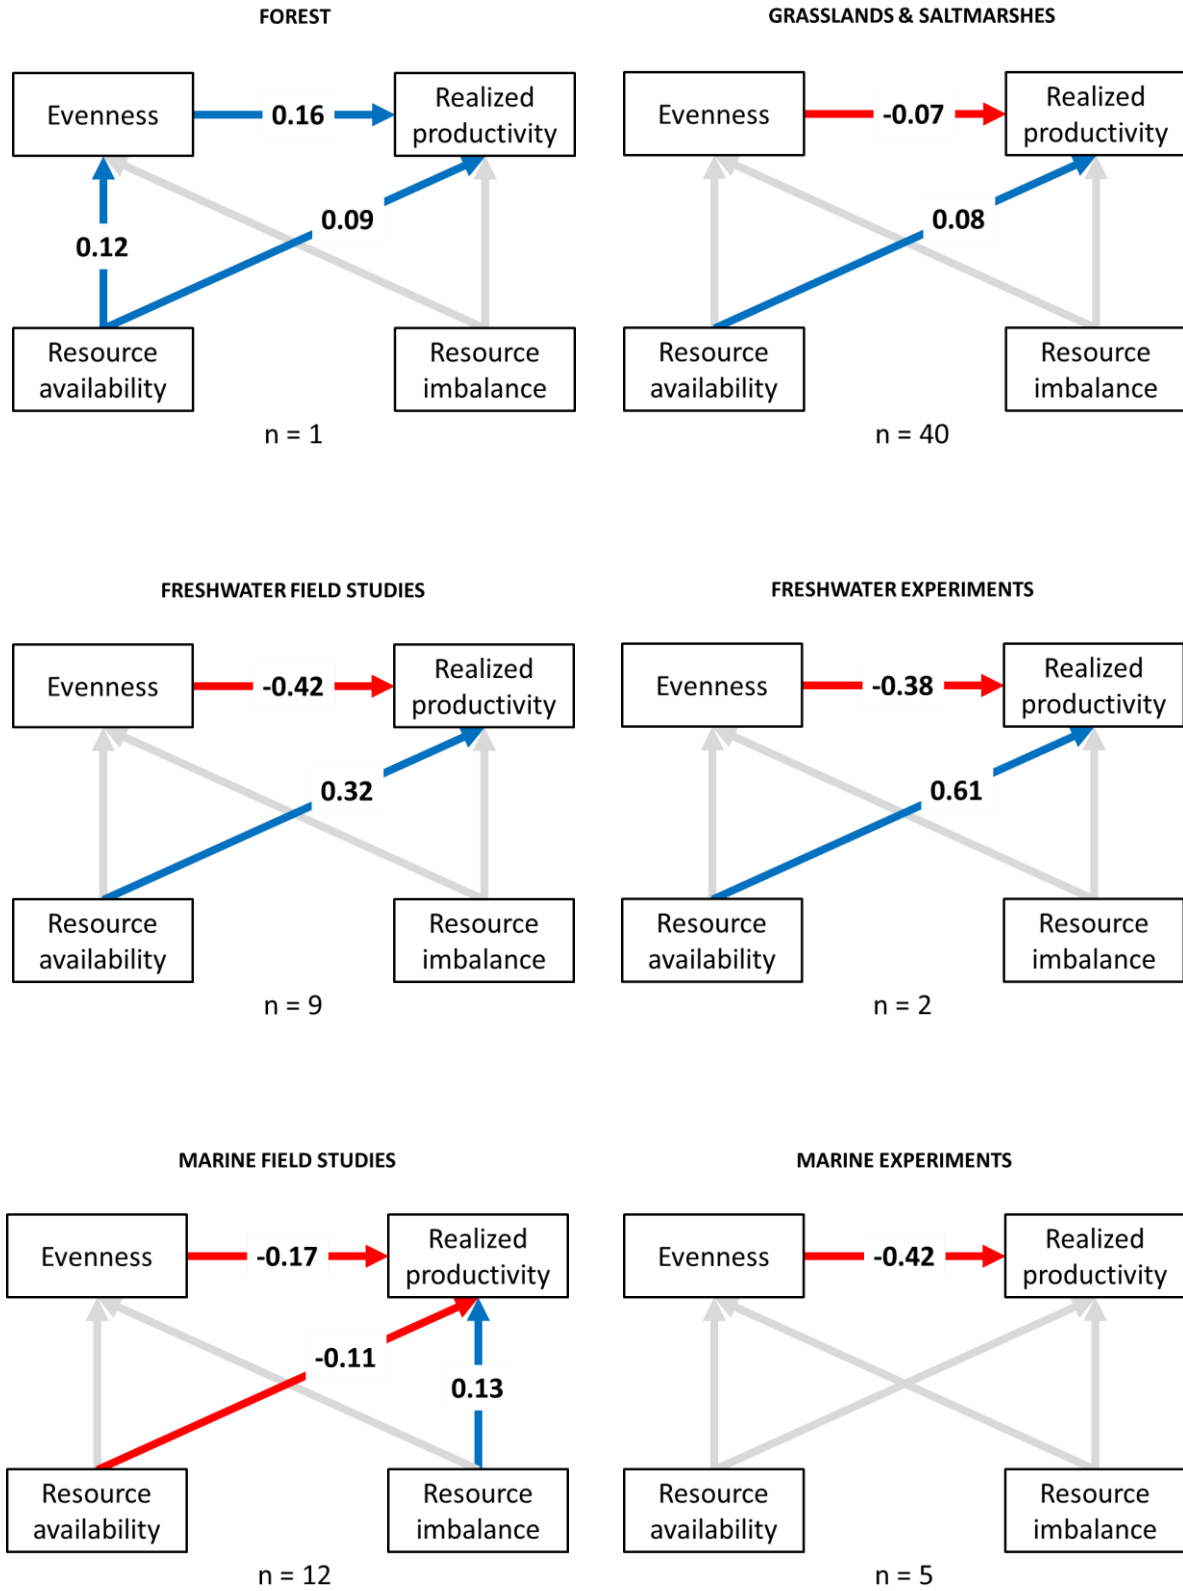 FOREST
Evenness
0.16
Realized
productivity
0.12
0.09
Resource
availability
Resource
imbalance
n = 1
GRASSLANDS & SALTMARSHES
Evenness
-0.07
Realized
productivity
0.08
Resource
availability
Resource
imbalance
n = 40
FRESHWATER FIELD STUDIES
Evenness
-0.42
Realized
productivity
0.32
Resource
availability
Resource
imbalance
n = 9
FRESHWATER EXPERIMENTS
Evenness
-0.38
Realized
productivity
0.61
Resource
availability
Resource
imbalance
n = 2
MARINE FIELD STUDIES
Evenness
-0.17
Realized
productivity
-0.11
0.13
Resource
availability
Resource
imbalance
n = 12
MARINE EXPERIMENTS
Evenness
-0.42
Realized
productivity
Resource
availability
Resource
imbalance
n = 5